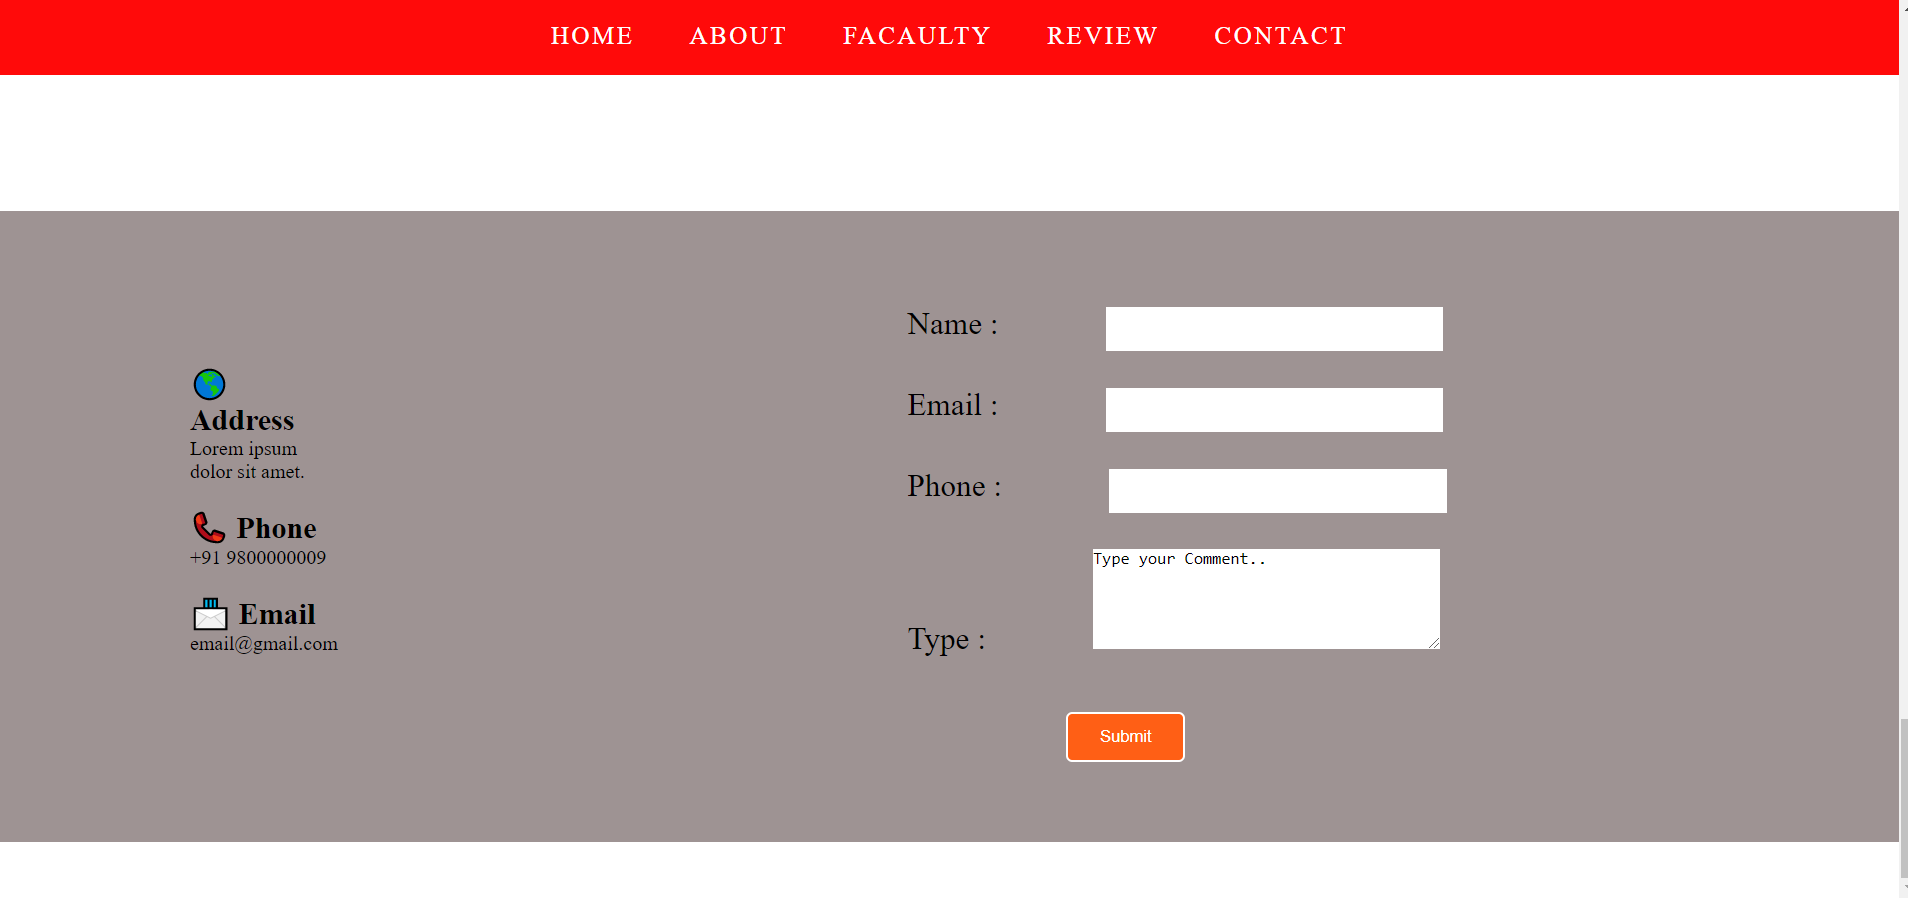 HOME ABOUT FACAULTY REVIEW CONTACT
Address
Lorem ipsum
dolor sit amet.
Phone
+91 9800000009
Email
email@gmail.com
Name :
Email :
Phone :
Type your Comment..
Type :
Submit